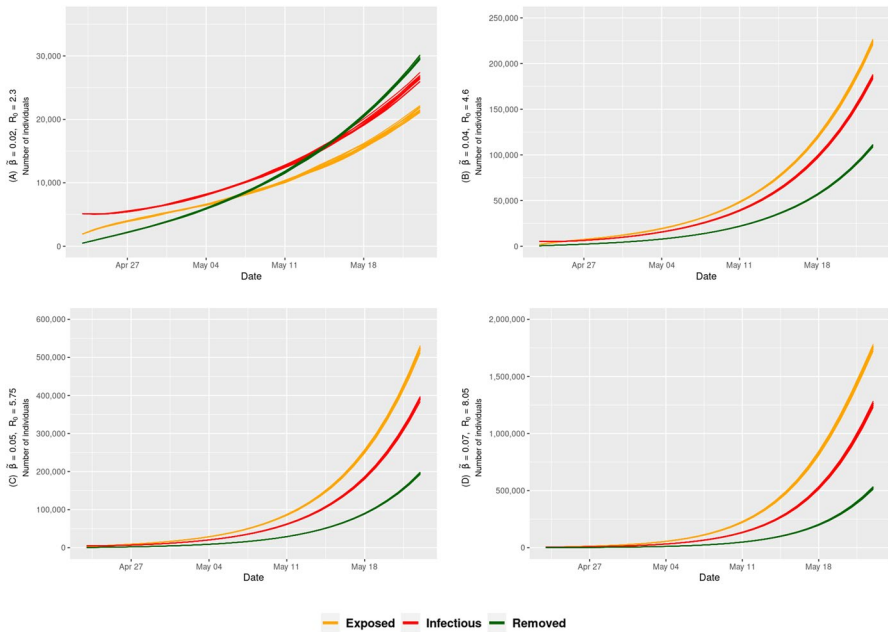 (A) β̃ = 0.02, R₀ = 2.3
Number of individuals
30,000
20,000
10,000
0
Apr 27 May 04 May 11 May 18
Date
(B) β̃ = 0.04, R₀ = 4.6
Number of individuals
250,000
200,000
150,000
100,000
50,000
0
Apr 27 May 04 May 11 May 18
Date
(C) β̃ = 0.05, R₀ = 5.75
Number of individuals
600,000
500,000
400,000
300,000
200,000
100,000
0
Apr 27 May 04 May 11 May 18
Date
(D) β̃ = 0.07, R₀ = 8.05
Number of individuals
2,000,000
1,500,000
1,000,000
500,000
0
Apr 27 May 04 May 11 May 18
Date
Exposed Infectious Removed